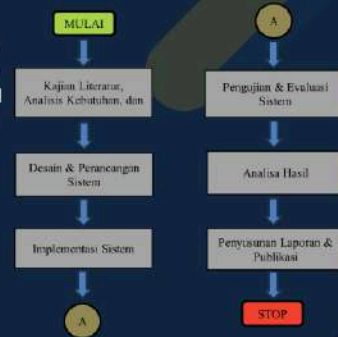 MULAI
Kajian Literatur,
Analisis Kebutuhan, dan
Desain & Perancangan
Sistem
Implementasi Sistem
A
A
Pengujian & Evaluasi
Sistem
Analisa Hasil
Penyusunan Laporan &
Publikasi
STOP